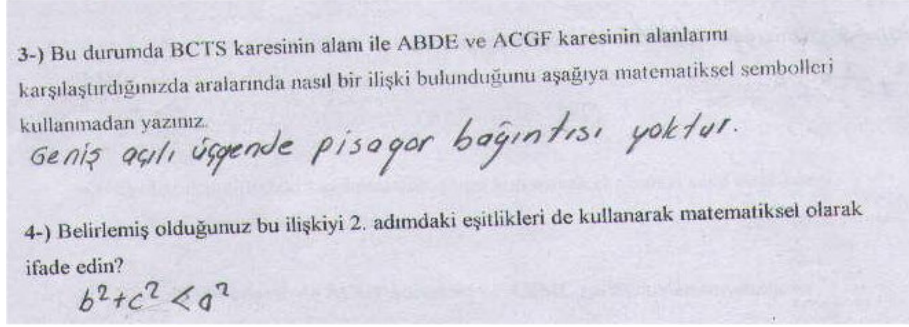 3-) Bu durumda BCTS karesinin alanı ile ABDE ve ACGF karesinin alanlarını
karşılaştırdığınızda aralarında nasıl bir ilişki bulunduğunu aşağıya matematiksel sembolleri
kullanmadan yazınız.
Geniş açılı üçgende pisagor bağıntısı yoktur.
4-) Belirlemiş olduğunuz bu ilişkiyi 2. adımdaki eşitlikleri de kullanarak matematiksel olarak
ifade edin?
b²+c² <a²